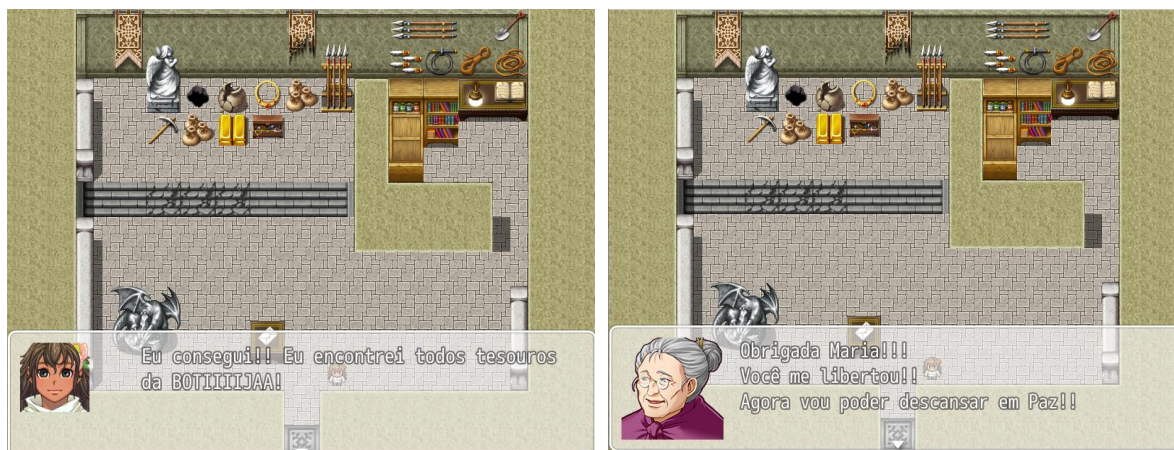 Eu consegui!! Eu encontrei todos tesouros
da BOTIIIIJAA!
Obrigada Maria!!!
Você me libertou!!
Agora vou poder descansar em Paz!!